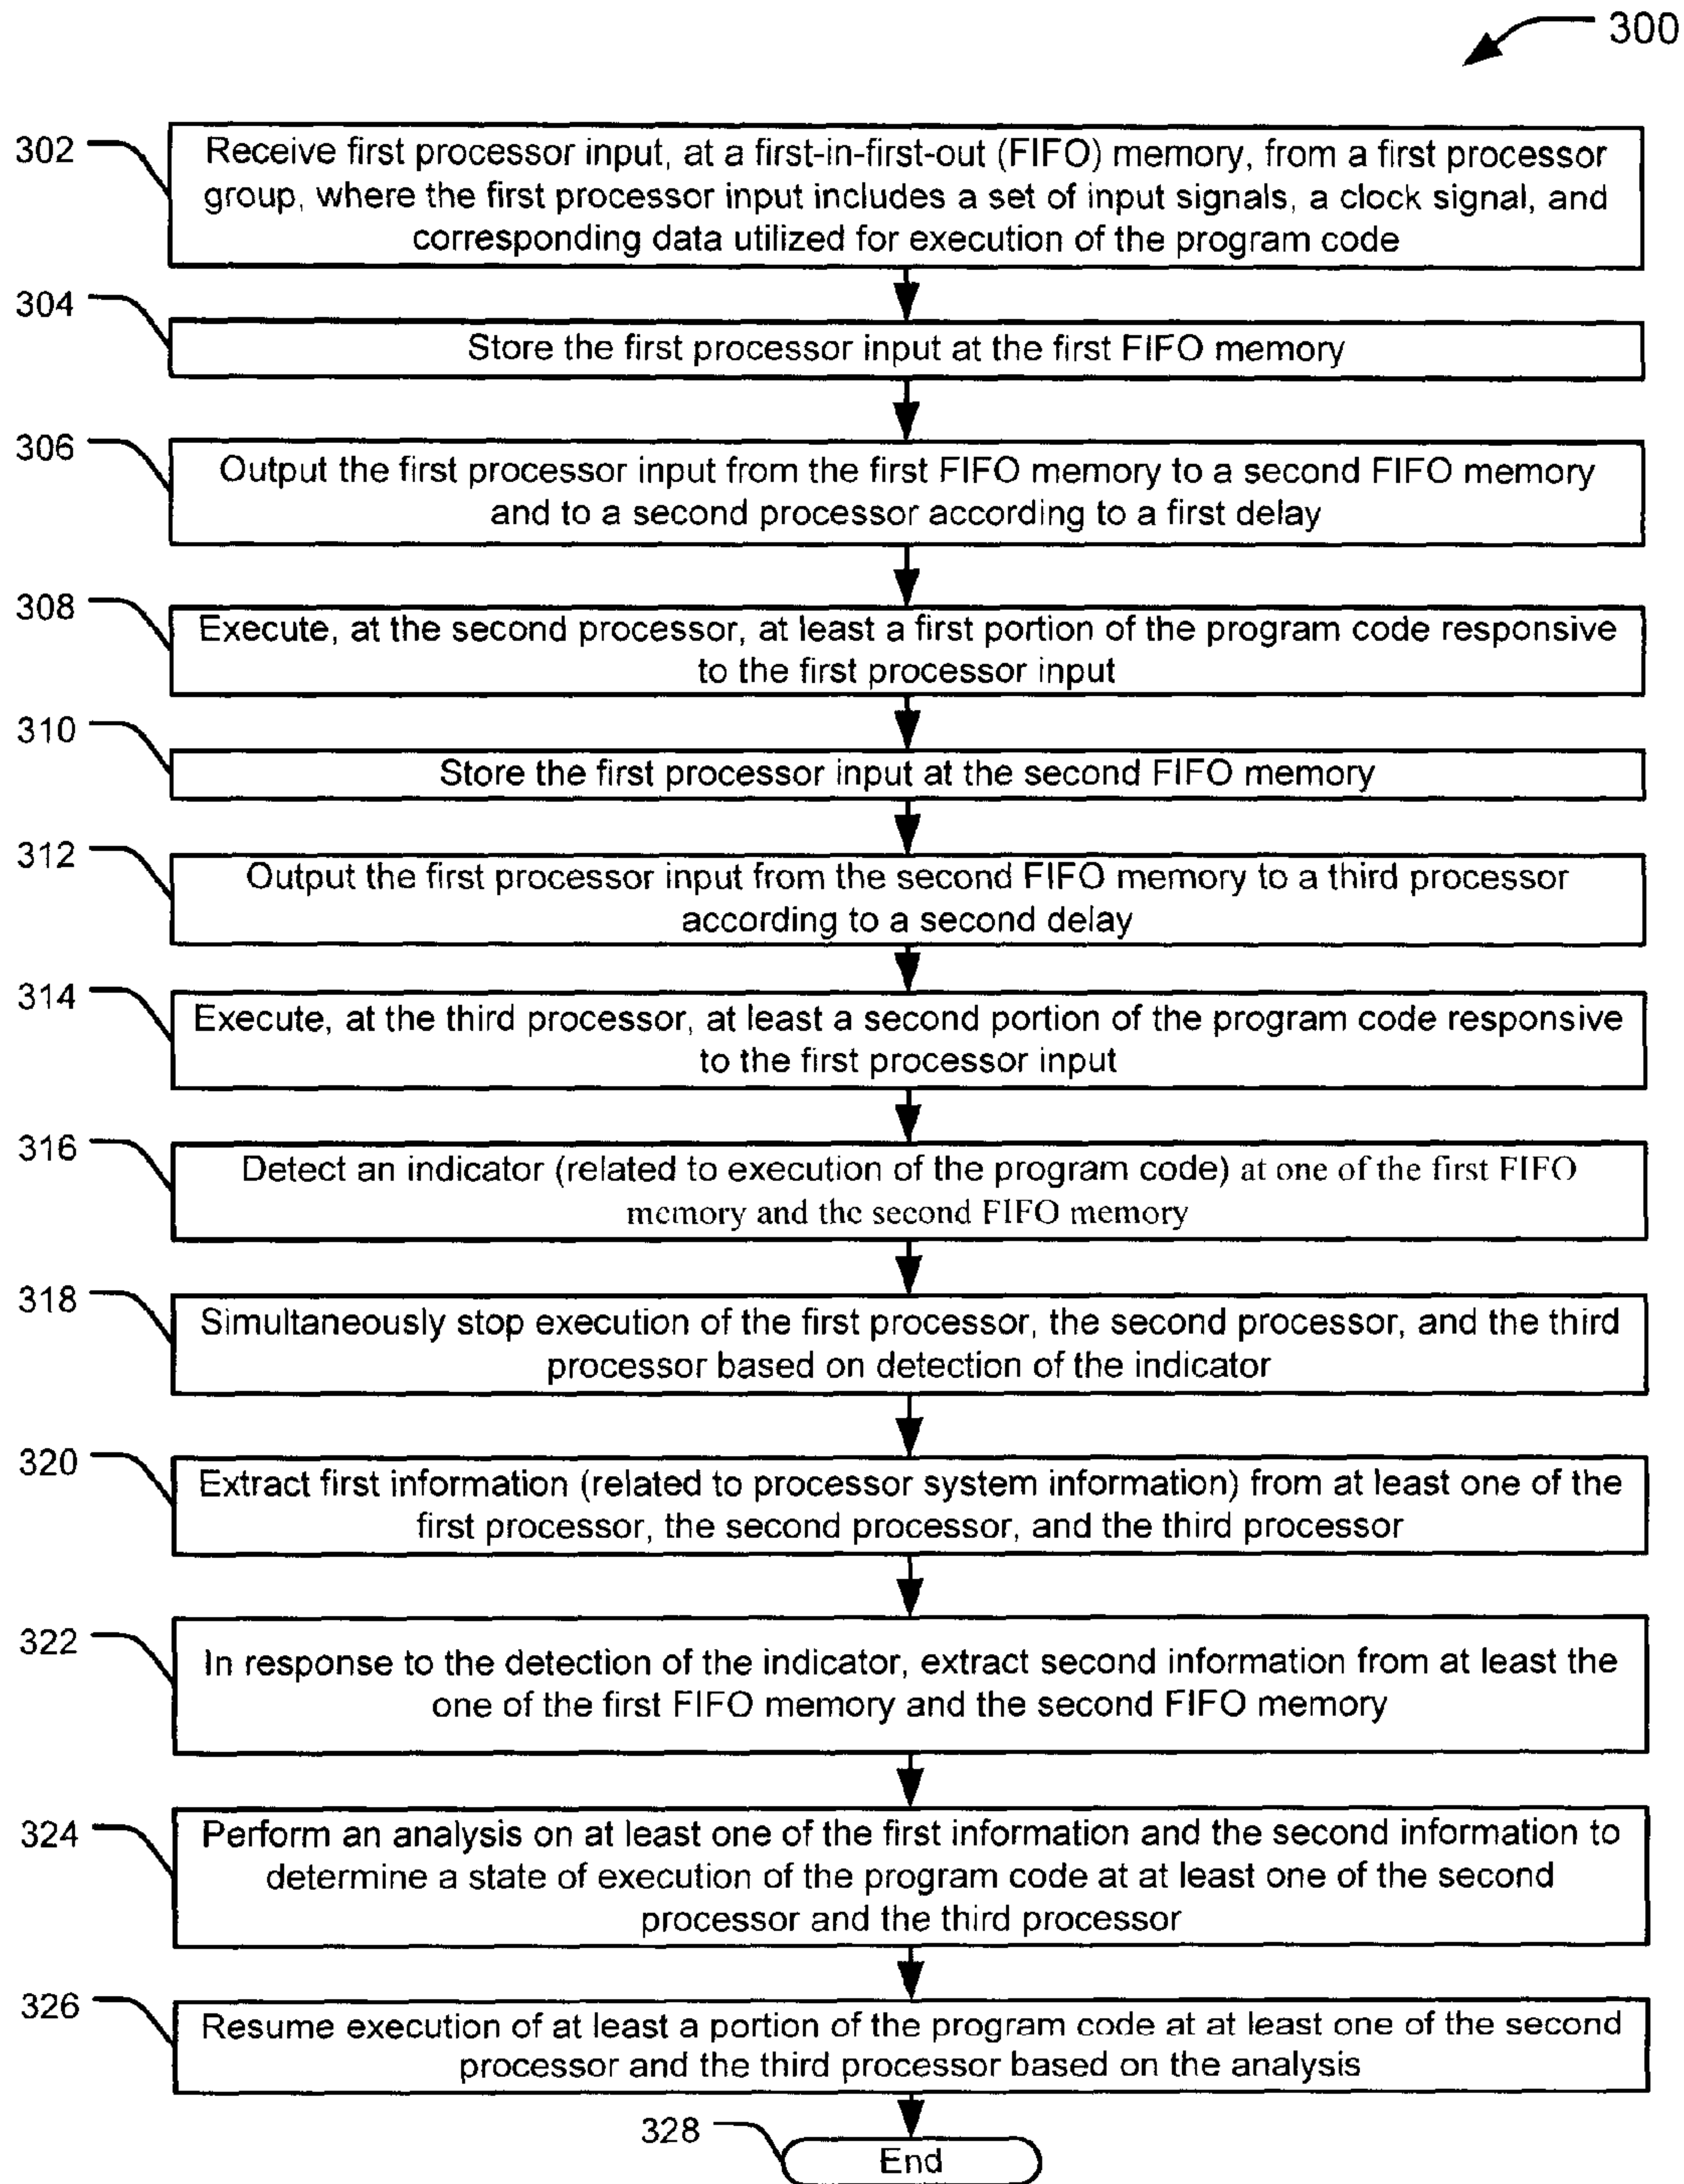 300
302
Receive first processor input, at a first-in-first-out (FIFO) memory, from a first processor
group, where the first processor input includes a set of input signals, a clock signal, and
corresponding data utilized for execution of the program code
304
Store the first processor input at the first FIFO memory
306
Output the first processor input from the first FIFO memory to a second FIFO memory
and to a second processor according to a first delay
308
Execute, at the second processor, at least a first portion of the program code responsive
to the first processor input
310
Store the first processor input at the second FIFO memory
312
Output the first processor input from the second FIFO memory to a third processor
according to a second delay
314
Execute, at the third processor, at least a second portion of the program code responsive
to the first processor input
316
Detect an indicator (related to execution of the program code) at one of the first FIFO
memory and the second FIFO memory
318
Simultaneously stop execution of the first processor, the second processor, and the third
processor based on detection of the indicator
320
Extract first information (related to processor system information) from at least one of the
first processor, the second processor, and the third processor
322
In response to the detection of the indicator, extract second information from at least the
one of the first FIFO memory and the second FIFO memory
324
Perform an analysis on at least one of the first information and the second information to
determine a state of execution of the program code at at least one of the second
processor and the third processor
326
Resume execution of at least a portion of the program code at at least one of the second
processor and the third processor based on the analysis
328
End